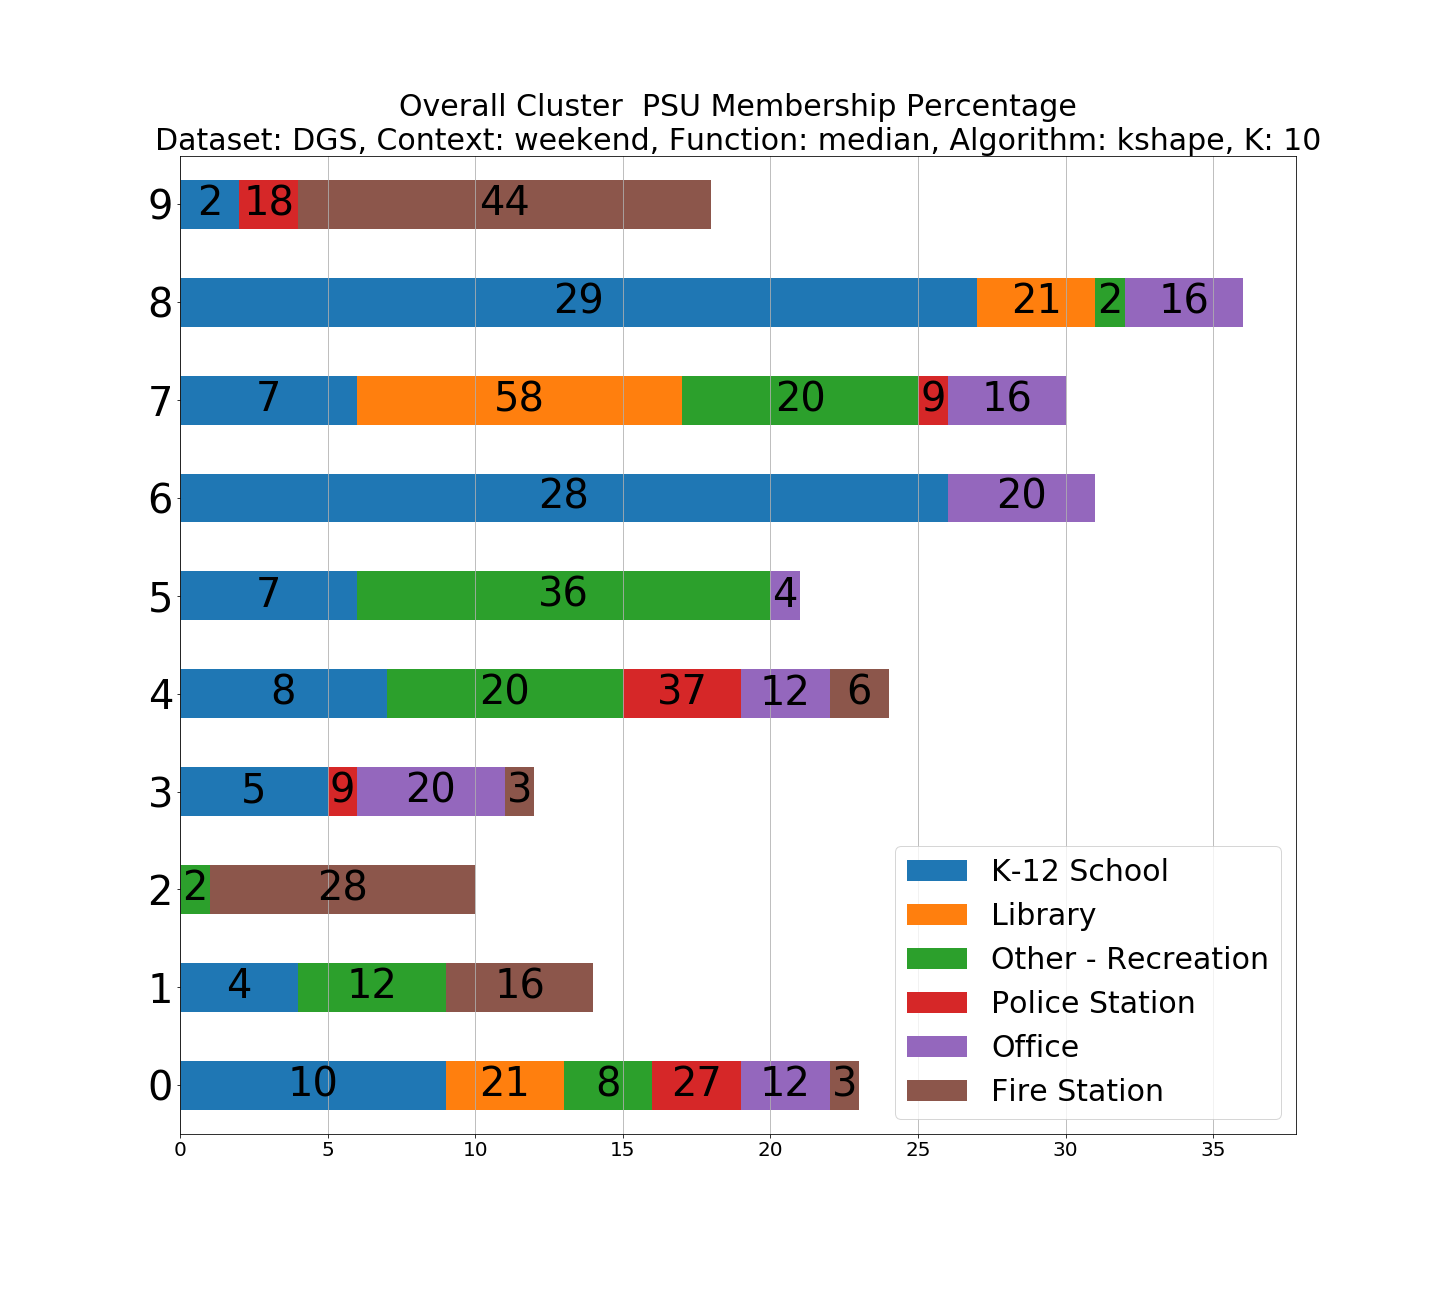 Overall Cluster  PSU Membership Percentage
Dataset: DGS, Context: weekend, Function: median, Algorithm: kshape, K: 10
9 2 18 44
8 29 21 2 16
7 7 58 20 9 16
6 28 20
5 7 36 4
4 8 20 37 12 6
3 5 9 20 3
2 2 28
1 4 12 16
0 10 21 8 27 12 3
K-12 School
Library
Other - Recreation
Police Station
Office
Fire Station
0 5 10 15 20 25 30 35